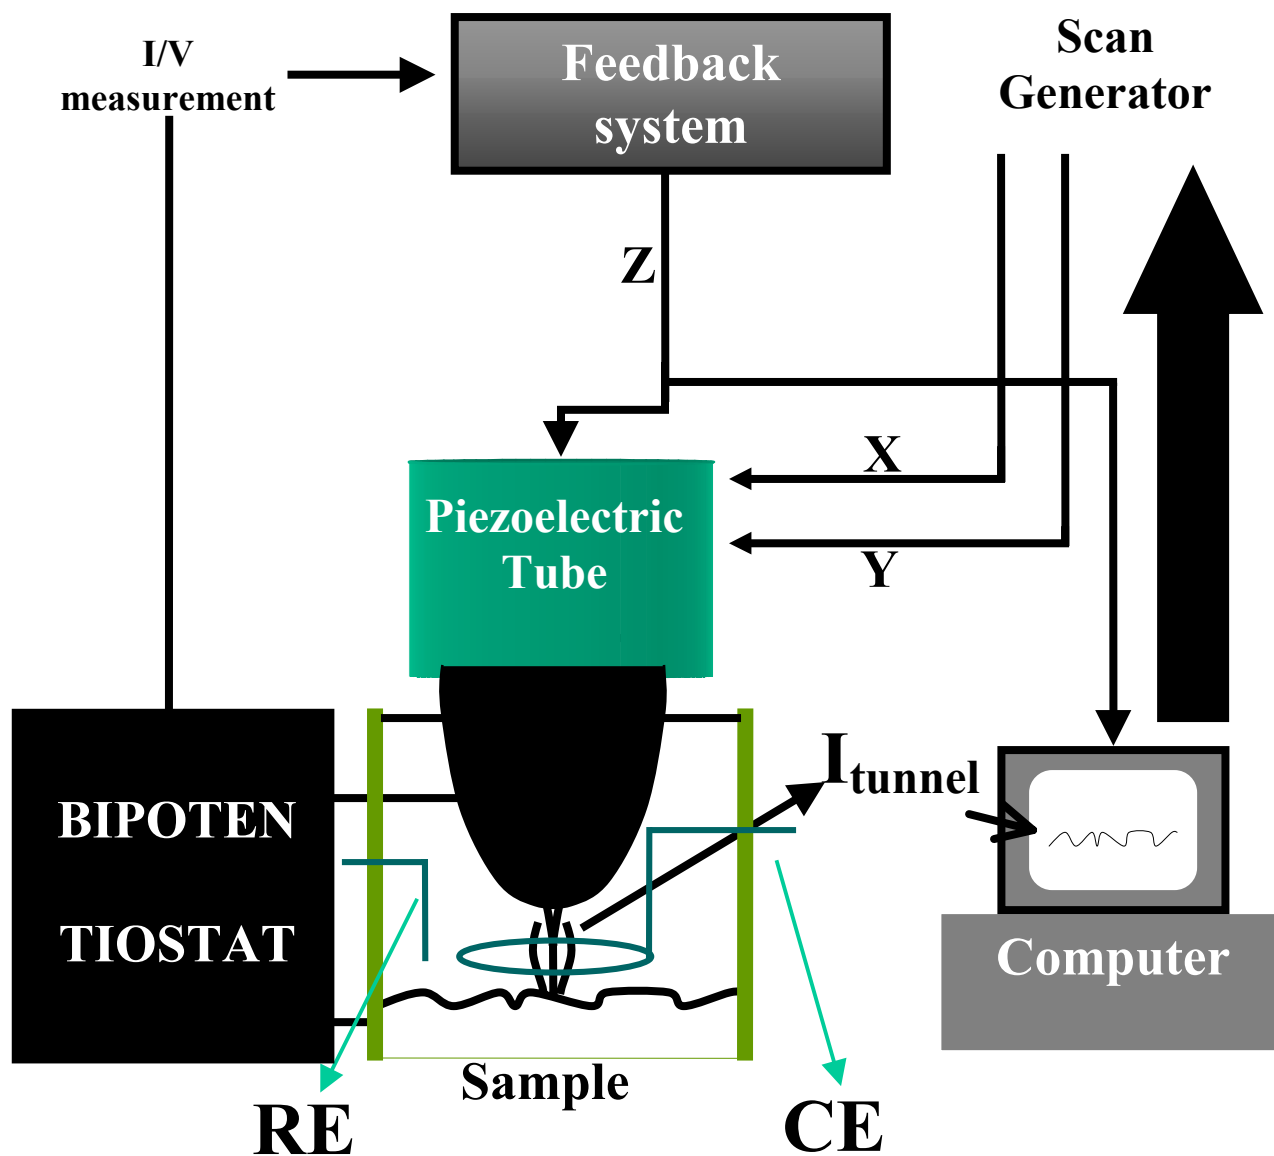 I/V
measurement
Feedback
system
Scan
Generator
Z
X
Y
Piezoelectric
Tube
BIPOTEN
TIOSTAT
Itunnel
Computer
Sample
RE
CE